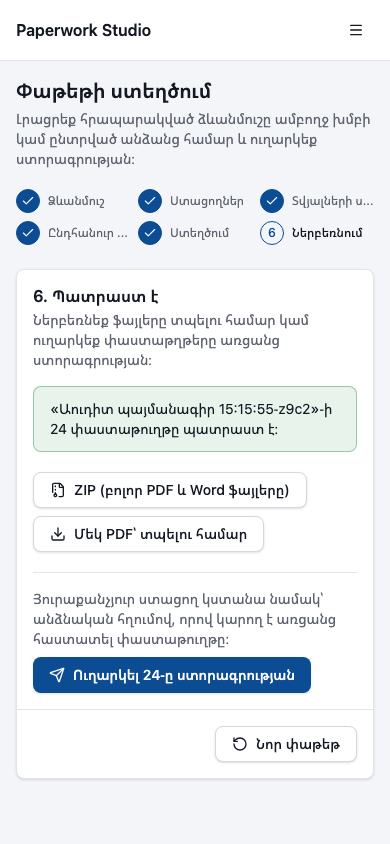 Paperwork Studio
Փաթեթի ստեղծում
Լրացրեք հրապարակված ձևանմուշը ամբողջ խմբի
կամ ընտրված անձանց համար և ուղարկեք
ստորագրության։
Ձևանմուշ
Ստացողներ
Տվյալների ս...
Ընդհանուր ...
Ստեղծում
6 Ներբեռնում
6. Պատրաստ է
Ներբեռնեք ֆայլերը տպելու համար կամ
ուղարկեք փաստաթղթերը առցանց
ստորագրության։
«Աուդիտ պայմանագիր 15:15:55-z9c2»-ի
24 փաստաթուղթը պատրաստ է։
ZIP (բոլոր PDF և Word ֆայլերը)
Մեկ PDF՝ տպելու համար
Յուրաքանչյուր ստացող կստանա նամակ՝
անձնական հղումով, որով կարող է առցանց
հաստատել փաստաթուղթը։
Ուղարկել 24-ը ստորագրության
Նոր փաթեթ